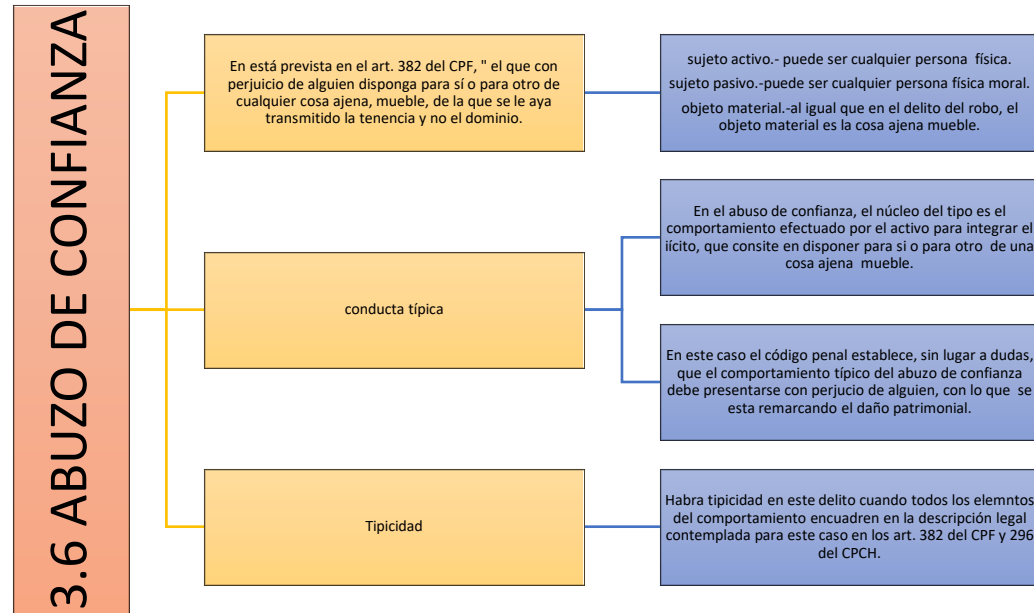 3.6 ABUZO DE CONFIANZA
En está prevista en el art. 382 del CPF, " el que con
perjuicio de alguien disponga para sí o para otro de
cualquier cosa ajena, mueble, de la que se le aya
transmitido la tenencia y no el dominio.
sujeto activo.- puede ser cualquier persona física.
sujeto pasivo.-puede ser cualquier persona física moral.
objeto material.-al igual que en el delito del robo, el
objeto material es la cosa ajena mueble.
conducta típica
En el abuso de confianza, el núcleo del tipo es el
comportamiento efectuado por el activo para integrar el
iícito, que consite en disponer para si o para otro de una
cosa ajena mueble.
En este caso el código penal establece, sin lugar a dudas,
que el comportamiento típico del abuzo de confianza
debe presentarse con perjucio de alguien, con lo que se
esta remarcando el daño patrimonial.
Tipicidad
Habra tipicidad en este delito cuando todos los elemntos
del comportamiento encuadren en la descripción legal
contemplada para este caso en los art. 382 del CPF y 296
del CPCH.